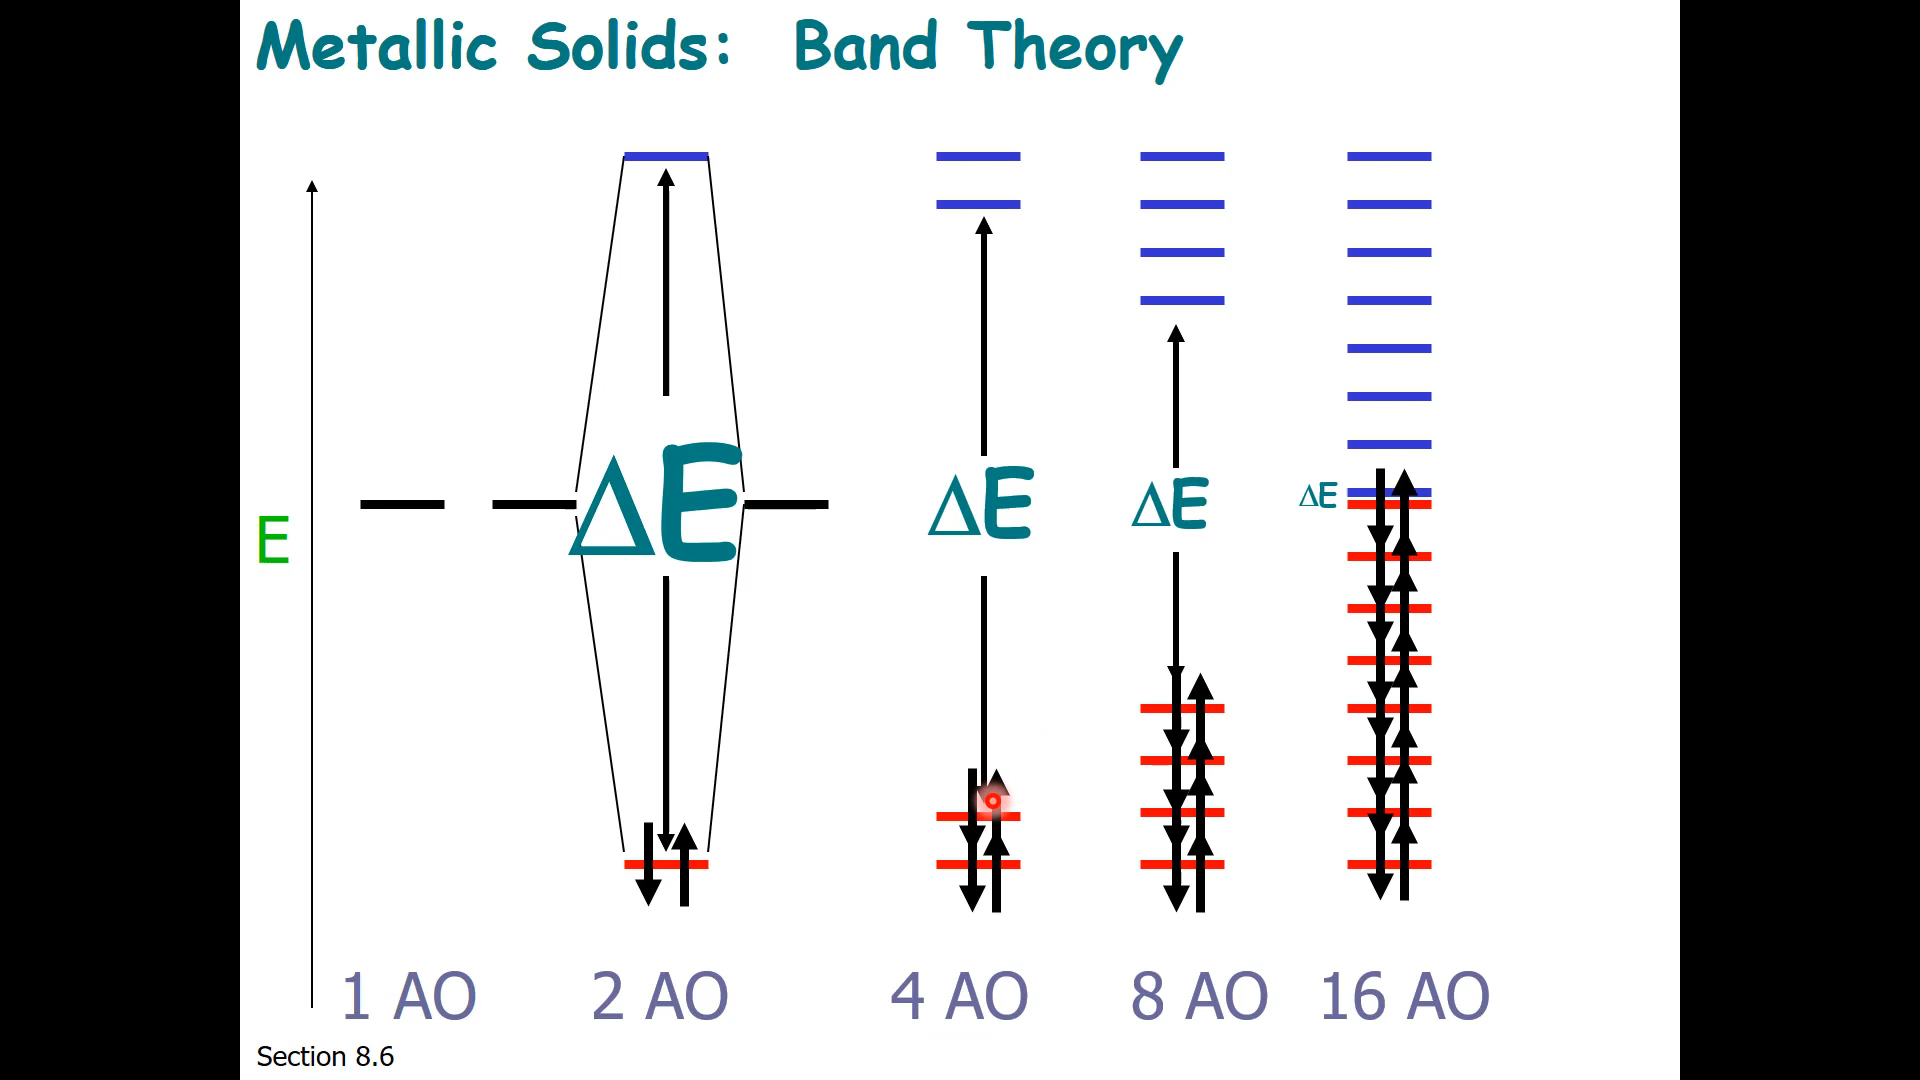 Metallic Solids: Band Theory
E
ΔE
ΔE
ΔE
ΔE
1 AO
2 AO
4 AO
8 AO
16 AO
Section 8.6